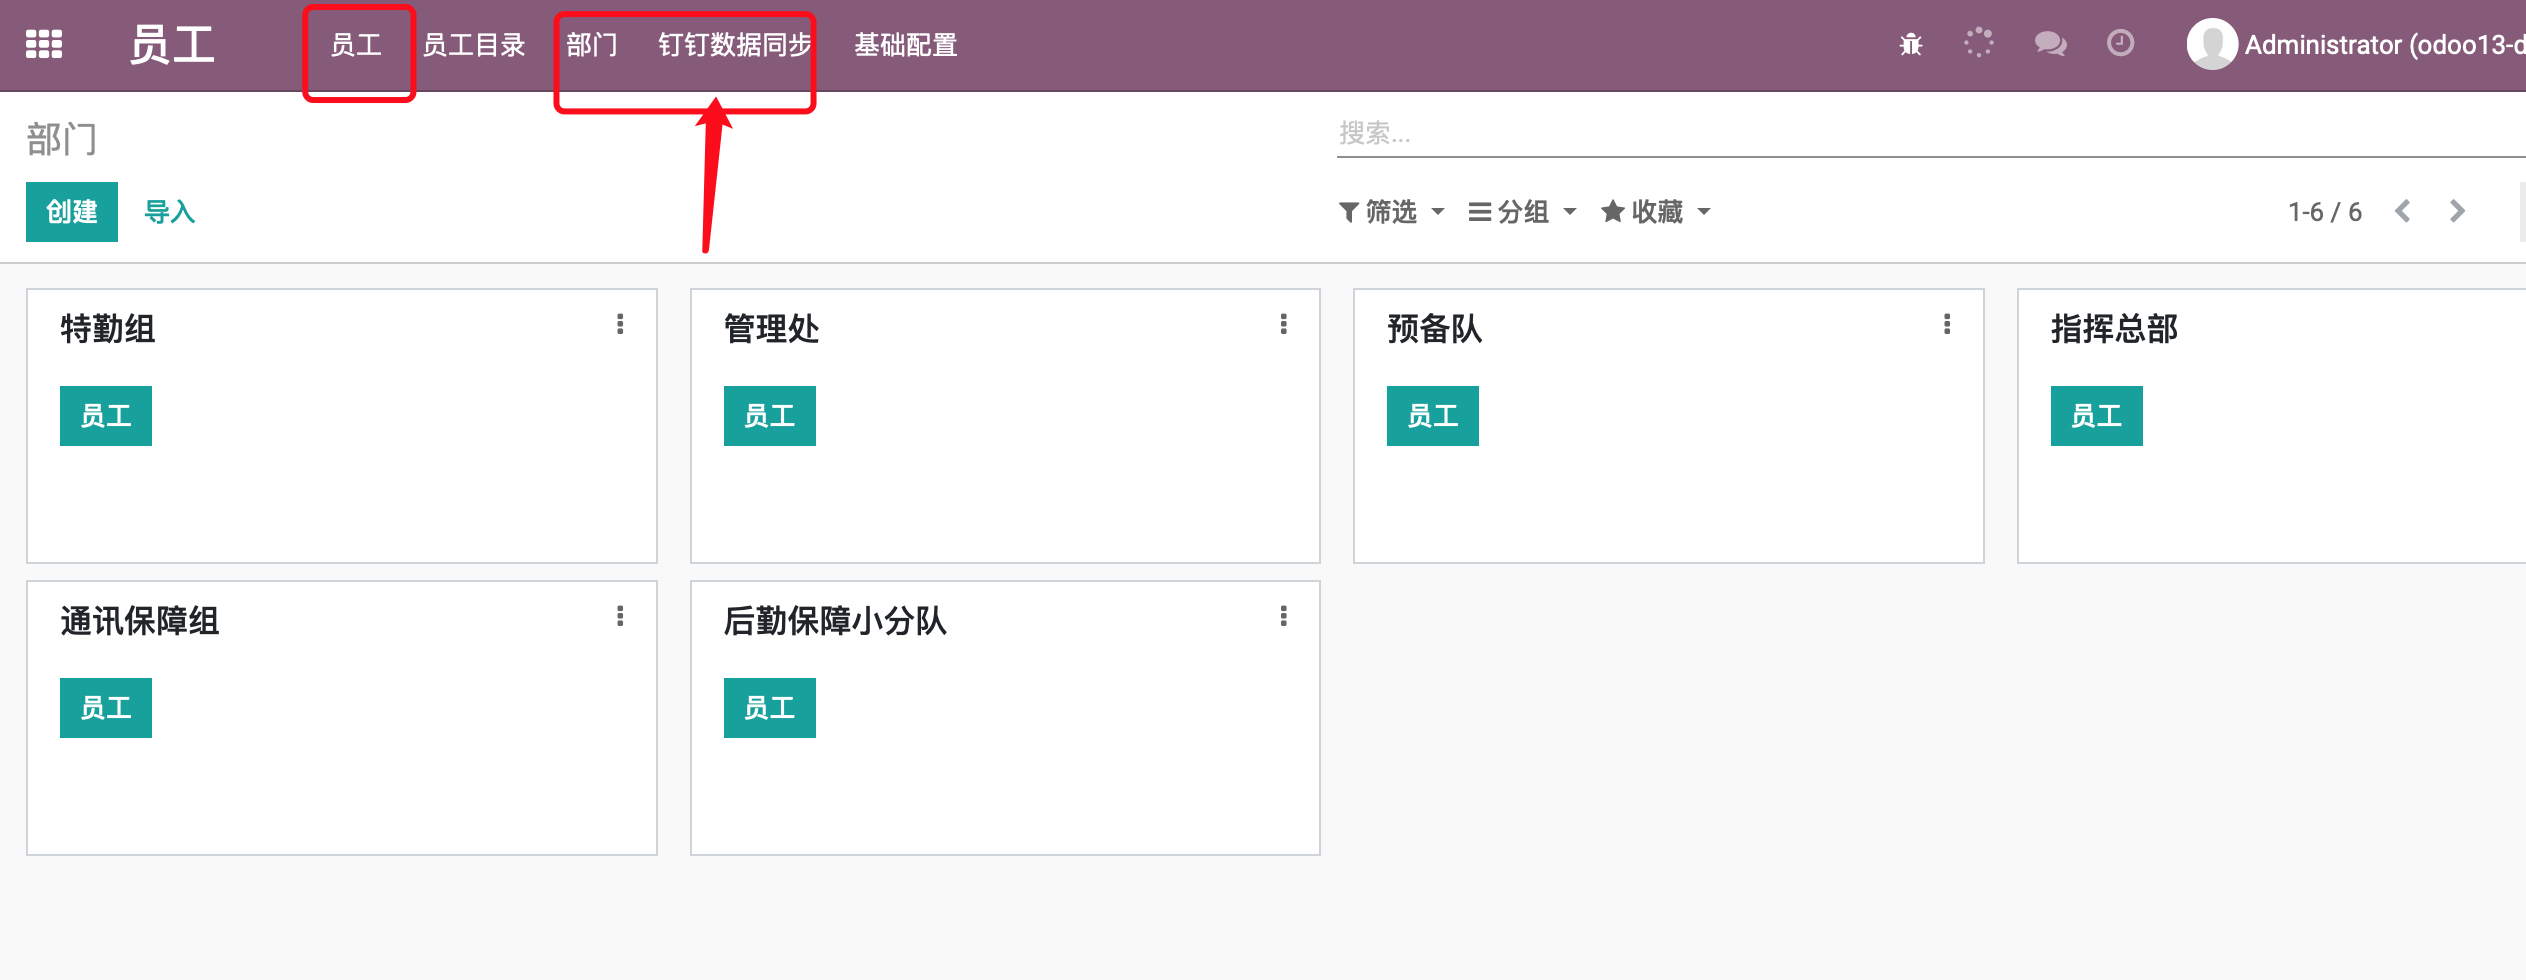 员工 员工 员工目录 部门 钉钉数据同步 基础配置 Administrator (odoo13-d
部门 搜索...
创建 导入 筛选 分组 收藏 1-6 / 6
特勤组 管理处 预备队 指挥总部
员工 员工 员工 员工
通讯保障组 后勤保障小分队
员工 员工